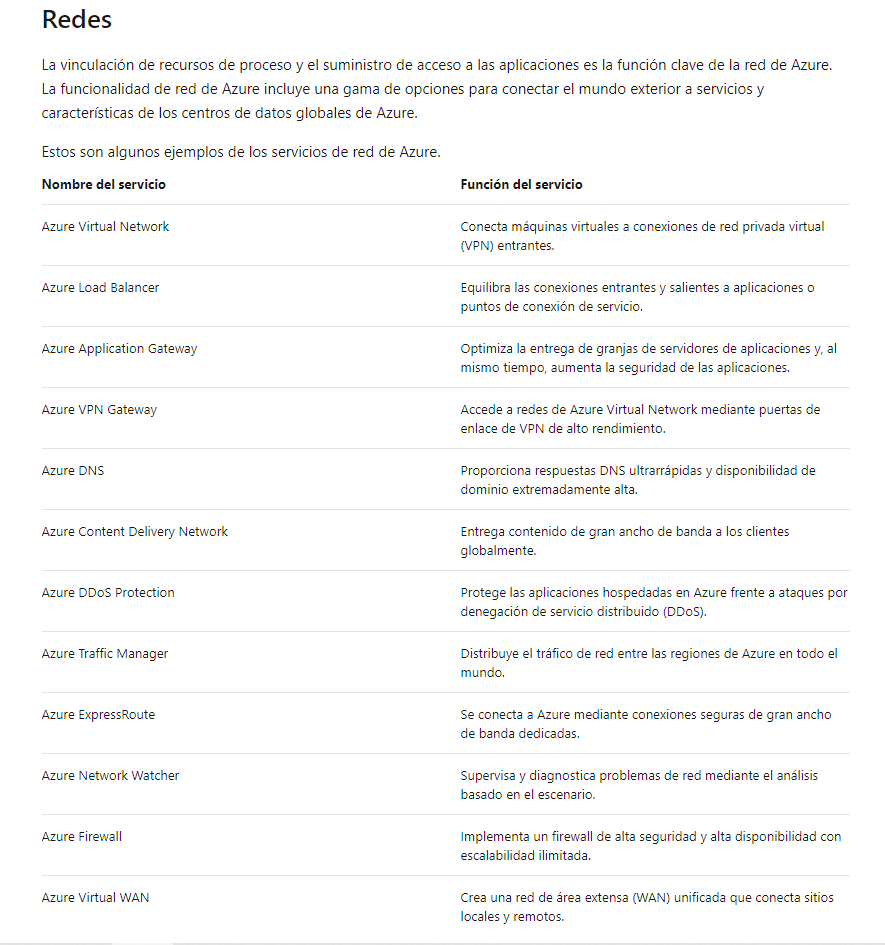 Redes
La vinculación de recursos de proceso y el suministro de acceso a las aplicaciones es la función clave de la red de Azure.
La funcionalidad de red de Azure incluye una gama de opciones para conectar el mundo exterior a servicios y
características de los centros de datos globales de Azure.
Estos son algunos ejemplos de los servicios de red de Azure.
Nombre del servicio Función del servicio
Azure Virtual Network Conecta máquinas virtuales a conexiones de red privada virtual
(VPN) entrantes.
Azure Load Balancer Equilibra las conexiones entrantes y salientes a aplicaciones o
puntos de conexión de servicio.
Azure Application Gateway Optimiza la entrega de granjas de servidores de aplicaciones y, al
mismo tiempo, aumenta la seguridad de las aplicaciones.
Azure VPN Gateway Accede a redes de Azure Virtual Network mediante puertas de
enlace de VPN de alto rendimiento.
Azure DNS Proporciona respuestas DNS ultrarrápidas y disponibilidad de
dominio extremadamente alta.
Azure Content Delivery Network Entrega contenido de gran ancho de banda a los clientes
globalmente.
Azure DDoS Protection Protege las aplicaciones hospedadas en Azure frente a ataques por
denegación de servicio distribuido (DDoS).
Azure Traffic Manager Distribuye el tráfico de red entre las regiones de Azure en todo el
mundo.
Azure ExpressRoute Se conecta a Azure mediante conexiones seguras de gran ancho
de banda dedicadas.
Azure Network Watcher Supervisa y diagnostica problemas de red mediante el análisis
basado en el escenario.
Azure Firewall Implementa un firewall de alta seguridad y alta disponibilidad con
escalabilidad ilimitada.
Azure Virtual WAN Crea una red de área extensa (WAN) unificada que conecta sitios
locales y remotos.